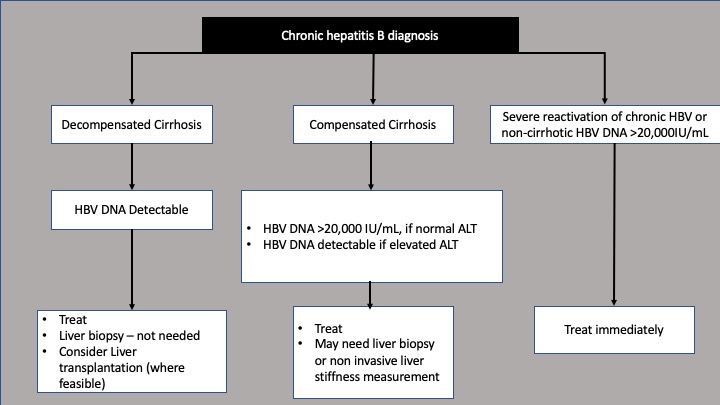 Chronic hepatitis B diagnosis
Decompensated Cirrhosis
Compensated Cirrhosis
Severe reactivation of chronic HBV or
non-cirrhotic HBV DNA >20,000IU/mL
HBV DNA Detectable
• HBV DNA >20,000 IU/mL, if normal ALT
• HBV DNA detectable if elevated ALT
• Treat
• Liver biopsy – not needed
• Consider Liver
transplantation (where
feasible)
• Treat
• May need liver biopsy
or non invasive liver
stiffness measurement
Treat immediately